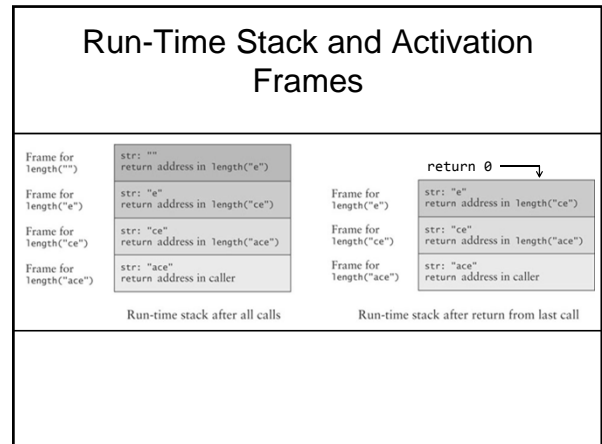 Run-Time Stack and Activation
Frames
Frame for
length("")
str: ""
return address in length("e")
Frame for
length("e")
str: "e"
return address in length("ce")
Frame for
length("ce")
str: "ce"
return address in length("ace")
Frame for
length("ace")
str: "ace"
return address in caller
Run-time stack after all calls
return 0
Frame for
length("e")
str: "e"
return address in length("ce")
Frame for
length("ce")
str: "ce"
return address in length("ace")
Frame for
length("ace")
str: "ace"
return address in caller
Run-time stack after return from last call